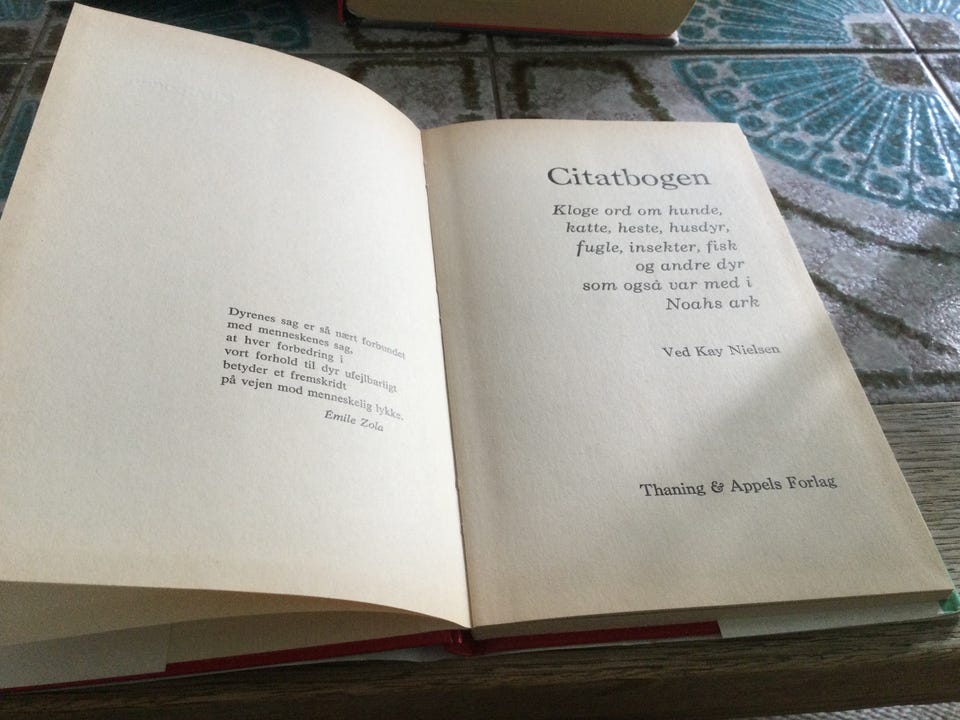 Dyrenes sag er så nært forbundet
med menneskenes sag,
at hver forbedring i
vort forhold til dyr ufejlbarligt
betyder et fremskridt
på vejen mod menneskelig lykke.
Émile Zola
Citatbogen
Kloge ord om hunde,
katte, heste, husdyr,
fugle, insekter, fisk
og andre dyr
som også var med i
Noahs ark
Ved Kay Nielsen
Thaning & Appels Forlag